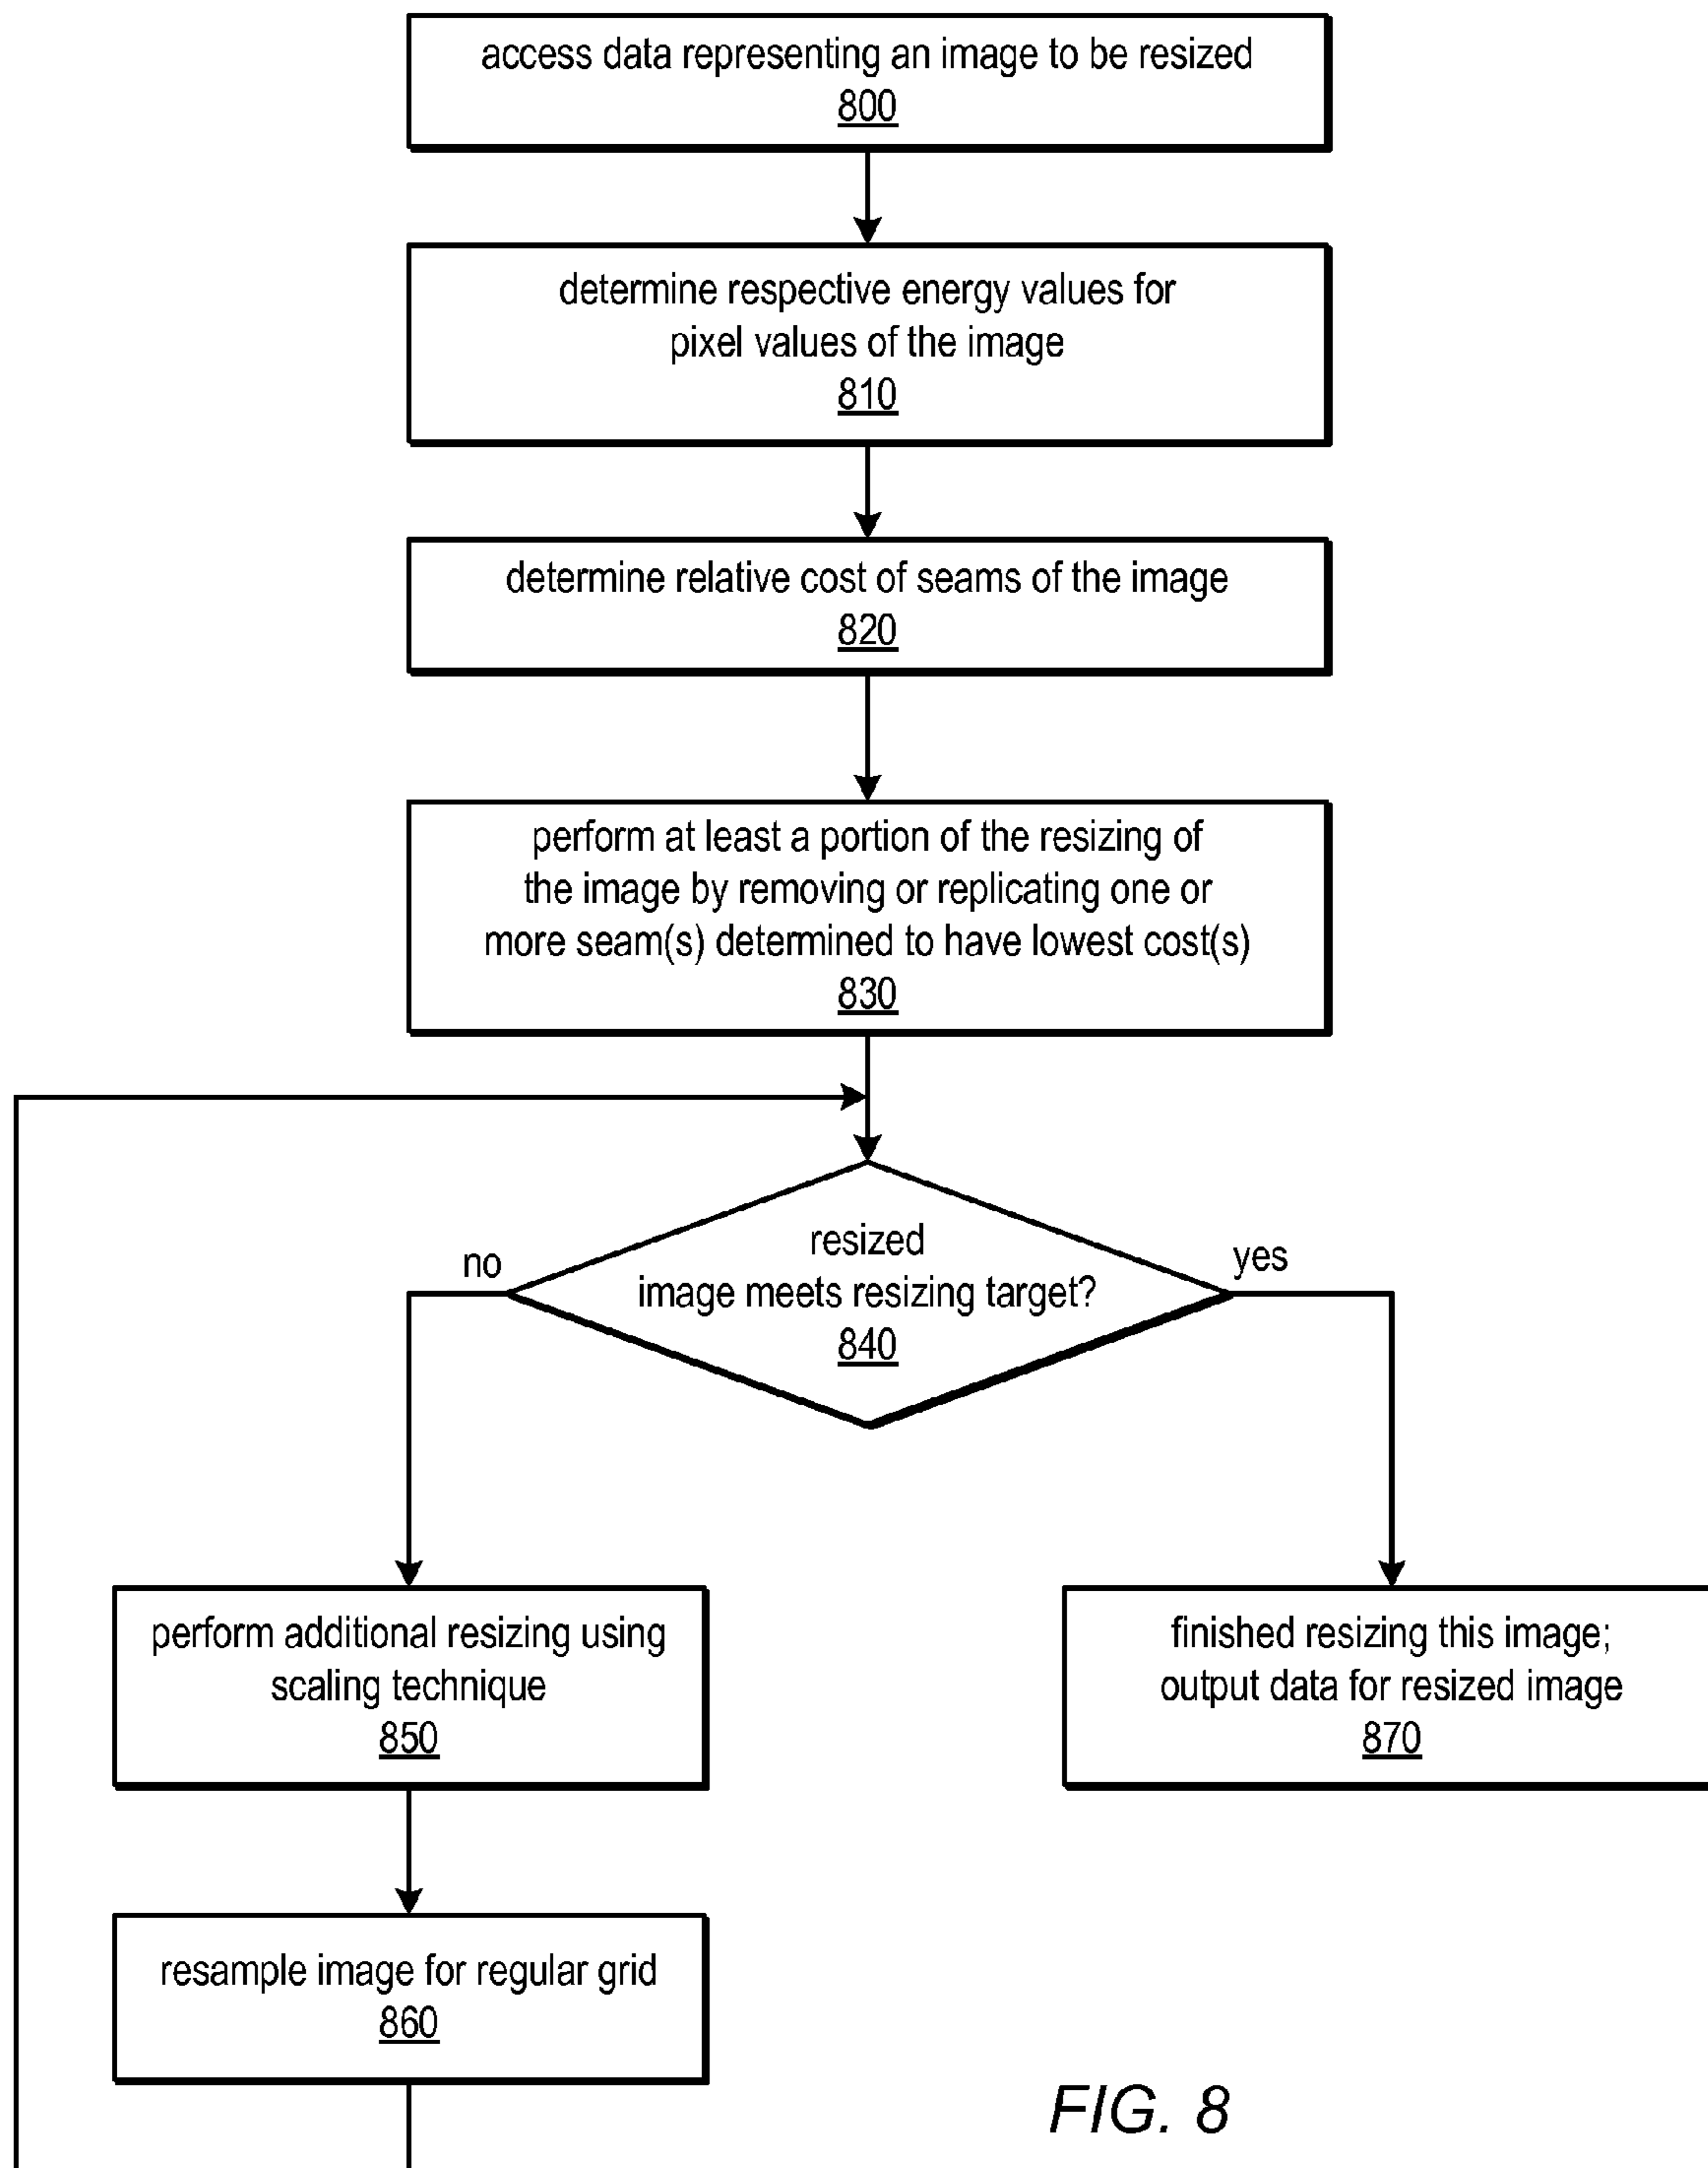 access data representing an image to be resized
800
determine respective energy values for
pixel values of the image
810
determine relative cost of seams of the image
820
perform at least a portion of the resizing of
the image by removing or replicating one or
more seam(s) determined to have lowest cost(s)
830
resized
image meets resizing target?
840
no
yes
perform additional resizing using
scaling technique
850
finished resizing this image;
output data for resized image
870
resample image for regular grid
860
FIG. 8